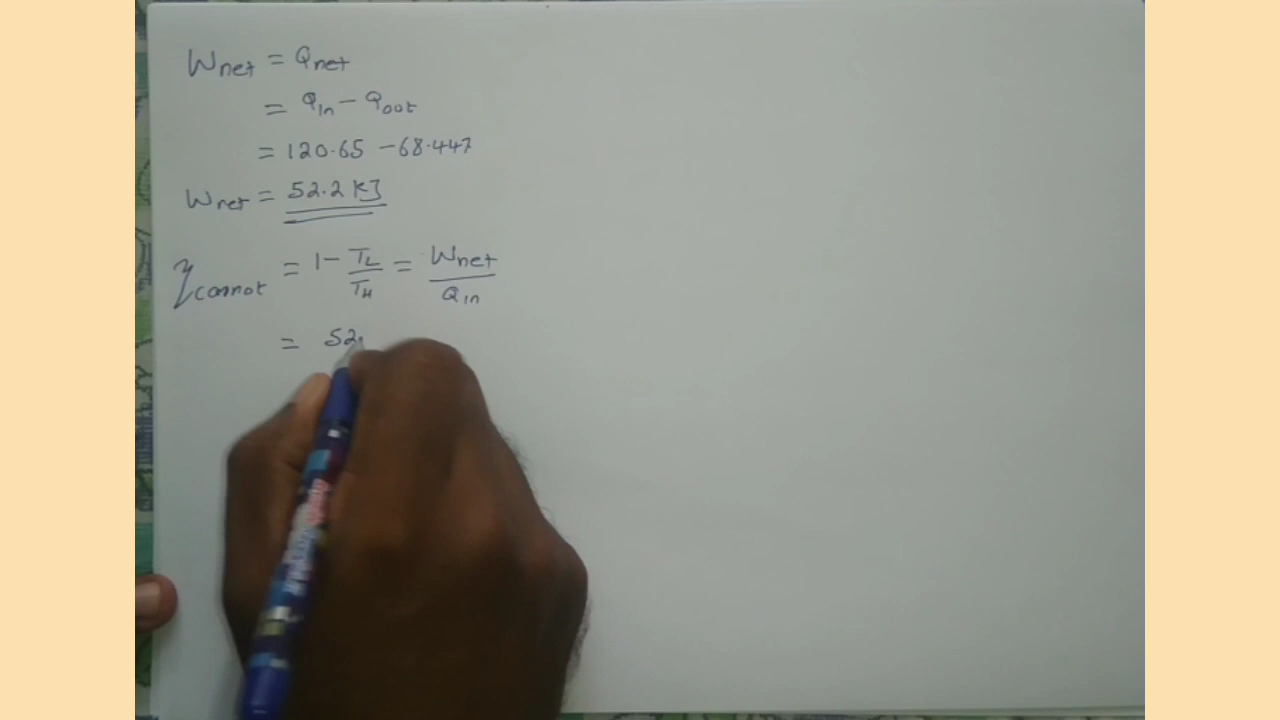 Wnet = Qnet
= Qin - Qout
= 120.65 - 68.447
Wnet = 52.2 KJ
ηcarnot = 1 - TL/TH = Wnet/Qin
= 52.